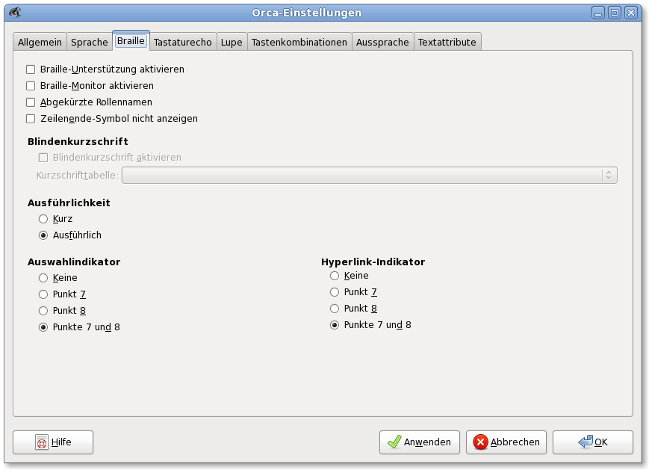 Orca-Einstellungen
Allgemein Sprache Braille Tastaturecho Lupe Tastenkombinationen Aussprache Textattribute
Braille-Unterstützung aktivieren
Braille-Monitor aktivieren
Abgekürzte Rollennamen
Zeilenende-Symbol nicht anzeigen
Blindenkurzschrift
Blindenkurzschrift aktivieren
Kurzschrifttabelle:
Ausführlichkeit
Kurz
Ausführlich
Auswahlindikator
Keine
Punkt 7
Punkt 8
Punkte 7 und 8
Hyperlink-Indikator
Keine
Punkt 7
Punkt 8
Punkte 7 und 8
Hilfe Anwenden Abbrechen OK